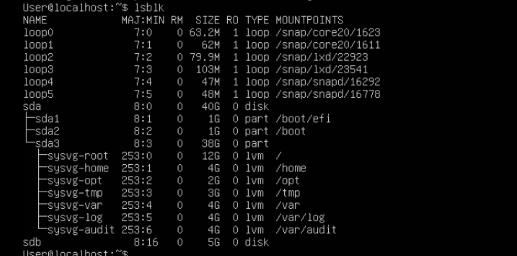 User@localhost:~$ lsblk
NAME MAJ:MIN RM SIZE RO TYPE MOUNTPOINTS
loop0 7:0 0 63.2M 1 loop /snap/core20/1623
loop1 7:1 0 62M 1 loop /snap/core20/1611
loop2 7:2 0 79.9M 1 loop /snap/lxd/22923
loop3 7:3 0 103M 1 loop /snap/lxd/23541
loop4 7:4 0 47M 1 loop /snap/snapd/16292
loop5 7:5 0 48M 1 loop /snap/snapd/16778
sda 8:0 0 40G 0 disk
├─sda1 8:1 0 1G 0 part /boot/efi
├─sda2 8:2 0 1G 0 part /boot
└─sda3 8:3 0 38G 0 part
├─sysvg-root 253:0 0 12G 0 lvm /
├─sysvg-home 253:1 0 4G 0 lvm /home
├─sysvg-opt 253:2 0 2G 0 lvm /opt
├─sysvg-tmp 253:3 0 3G 0 lvm /tmp
├─sysvg-var 253:4 0 4G 0 lvm /var
├─sysvg-log 253:5 0 4G 0 lvm /var/log
└─sysvg-audit 253:6 0 4G 0 lvm /var/audit
sdb 8:16 0 5G 0 disk
User@localhost:~$